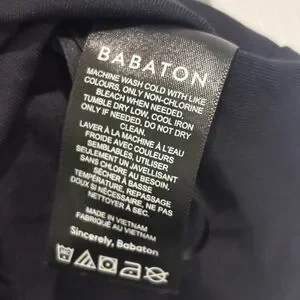 BABATON
MACHINE WASH COLD WITH LIKE
COLOURS, ONLY NON-CHLORINE
BLEACH WHEN NEEDED.
TUMBLE DRY LOW, COOL IRON
ONLY IF NEEDED. DO NOT DRY
CLEAN.
LAVER À LA MACHINE À L'EAU
FROIDE AVEC COULEURS
SEMBLABLES, UTILISER
SEULEMENT UN JAVELLISANT
SANS CHLORE AU BESOIN.
SÉCHER À BASSE
TEMPÉRATURE, REPASSAGE
DOUX SI NÉCESSAIRE. NE PAS
NETTOYER À SEC.
MADE IN VIETNAM
FABRIQUÉ AU VIETNAM
Sincerely, Babaton